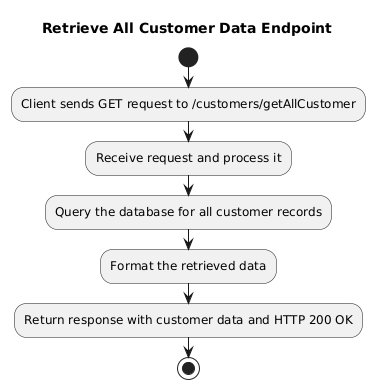 Retrieve All Customer Data Endpoint
Client sends GET request to /customers/getAllCustomer
Receive request and process it
Query the database for all customer records
Format the retrieved data
Return response with customer data and HTTP 200 OK